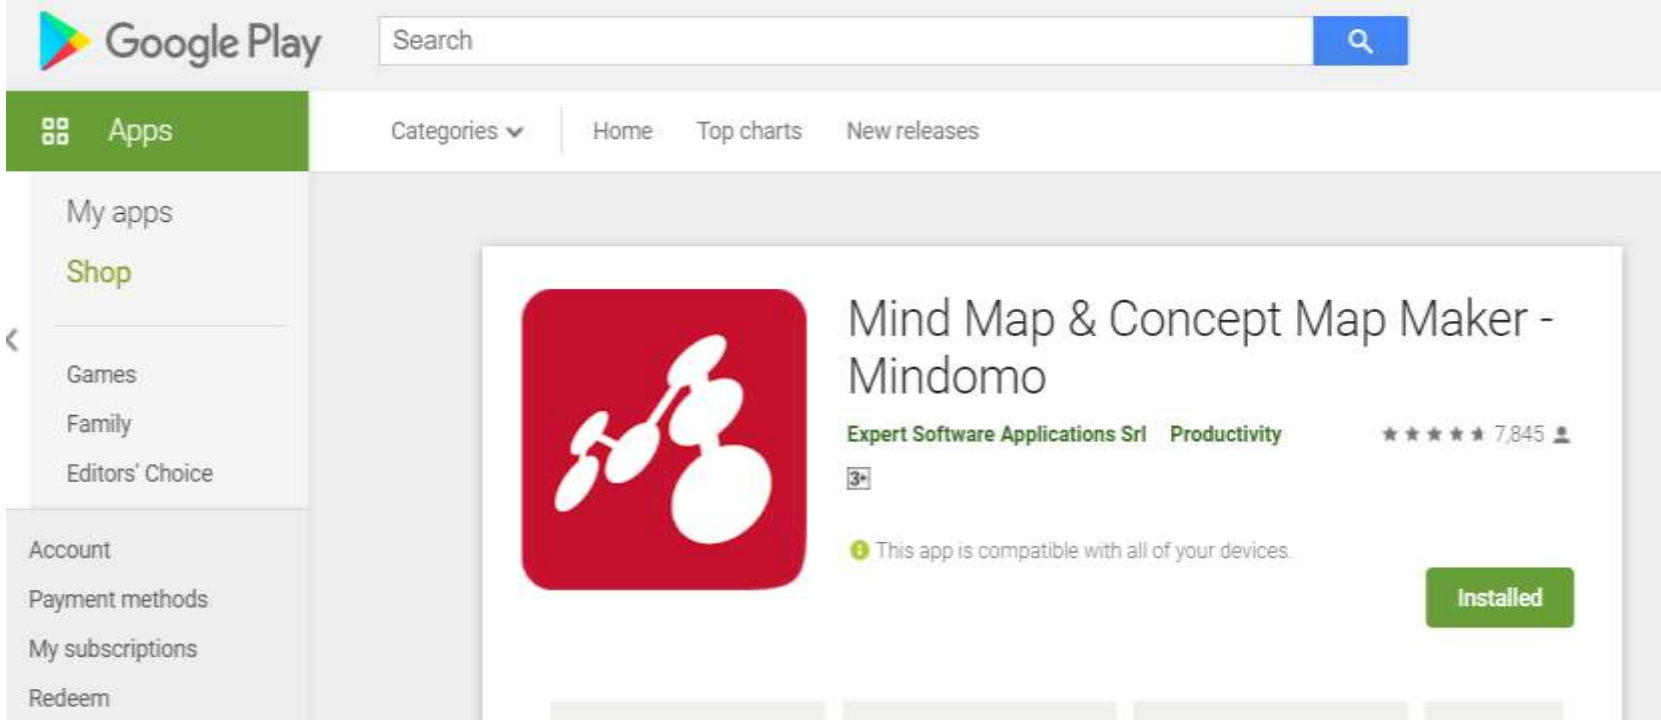 Google Play
Search
Apps
Categories
Home
Top charts
New releases
My apps
Shop
Games
Family
Editors' Choice
Account
Payment methods
My subscriptions
Redeem
Mind Map & Concept Map Maker -
Mindomo
Expert Software Applications Srl Productivity
7,845
3+
This app is compatible with all of your devices.
Installed